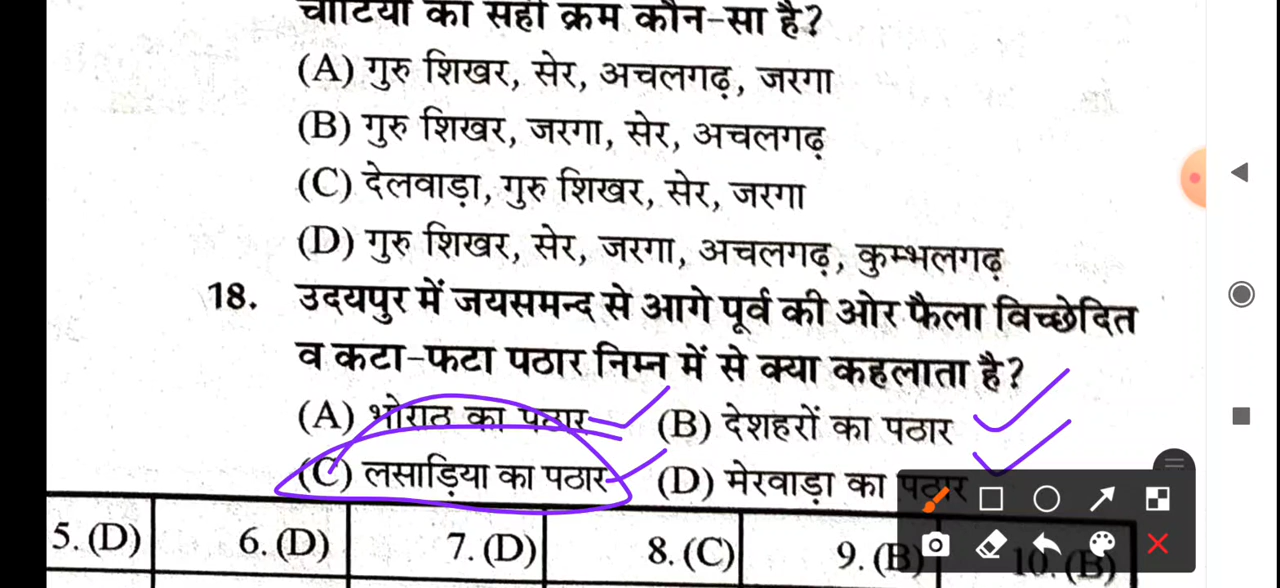 चोटियों का सही क्रम कौन-सा है?
(A) गुरु शिखर, सेर, अचलगढ़, जरगा
(B) गुरु शिखर, जरगा, सेर, अचलगढ़
(C) देलवाड़ा, गुरु शिखर, सेर, जरगा
(D) गुरु शिखर, सेर, जरगा, अचलगढ़, कुम्भलगढ़
18. उदयपुर में जयसमन्द से आगे पूर्व की ओर फैला विच्छेदित
व कटा-फटा पठार निम्न में से क्या कहलाता है?
(A) भोराठ का पठार (B) देशहरों का पठार
(C) लसाड़िया का पठार (D) मेरवाड़ा का पठार
5. (D) 6. (D) 7. (D) 8. (C) 9. (B) 10. (B)